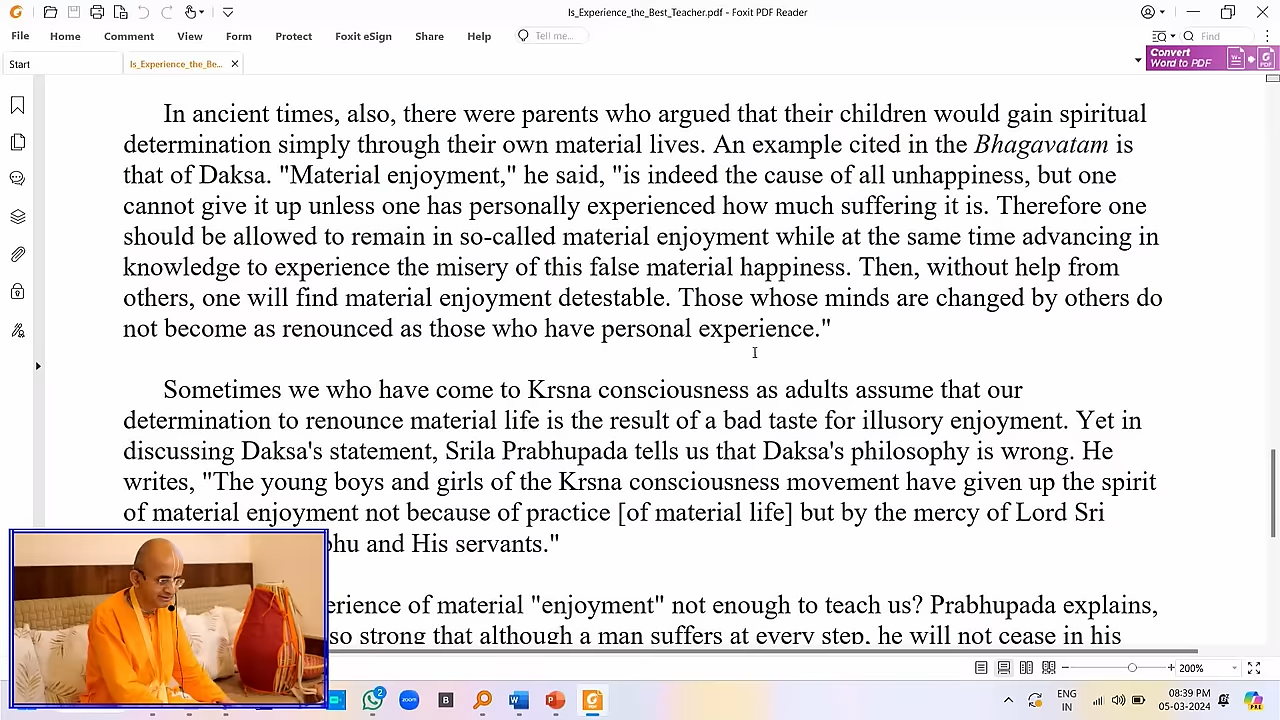 Is_Experience_the_Best_Teacher.pdf - Foxit PDF Reader
File Home Comment View Form Protect Foxit eSign Share Help Tell me... Find
Start Is_Experience_the_Be... Convert
Word to PDF
In ancient times, also, there were parents who argued that their children would gain spiritual
determination simply through their own material lives. An example cited in the Bhagavatam is
that of Daksa. "Material enjoyment," he said, "is indeed the cause of all unhappiness, but one
cannot give it up unless one has personally experienced how much suffering it is. Therefore one
should be allowed to remain in so-called material enjoyment while at the same time advancing in
knowledge to experience the misery of this false material happiness. Then, without help from
others, one will find material enjoyment detestable. Those whose minds are changed by others do
not become as renounced as those who have personal experience."
Sometimes we who have come to Krsna consciousness as adults assume that our
determination to renounce material life is the result of a bad taste for illusory enjoyment. Yet in
discussing Daksa's statement, Srila Prabhupada tells us that Daksa's philosophy is wrong. He
writes, "The young boys and girls of the Krsna consciousness movement have given up the spirit
of material enjoyment not because of practice [of material life] but by the mercy of Lord Sri
bhu and His servants."
erience of material "enjoyment" not enough to teach us? Prabhupada explains,
so strong that although a man suffers at every step, he will not cease in his
200%
2 zoom B W P
ENG
IN
08:39 PM
05-03-2024
PRE